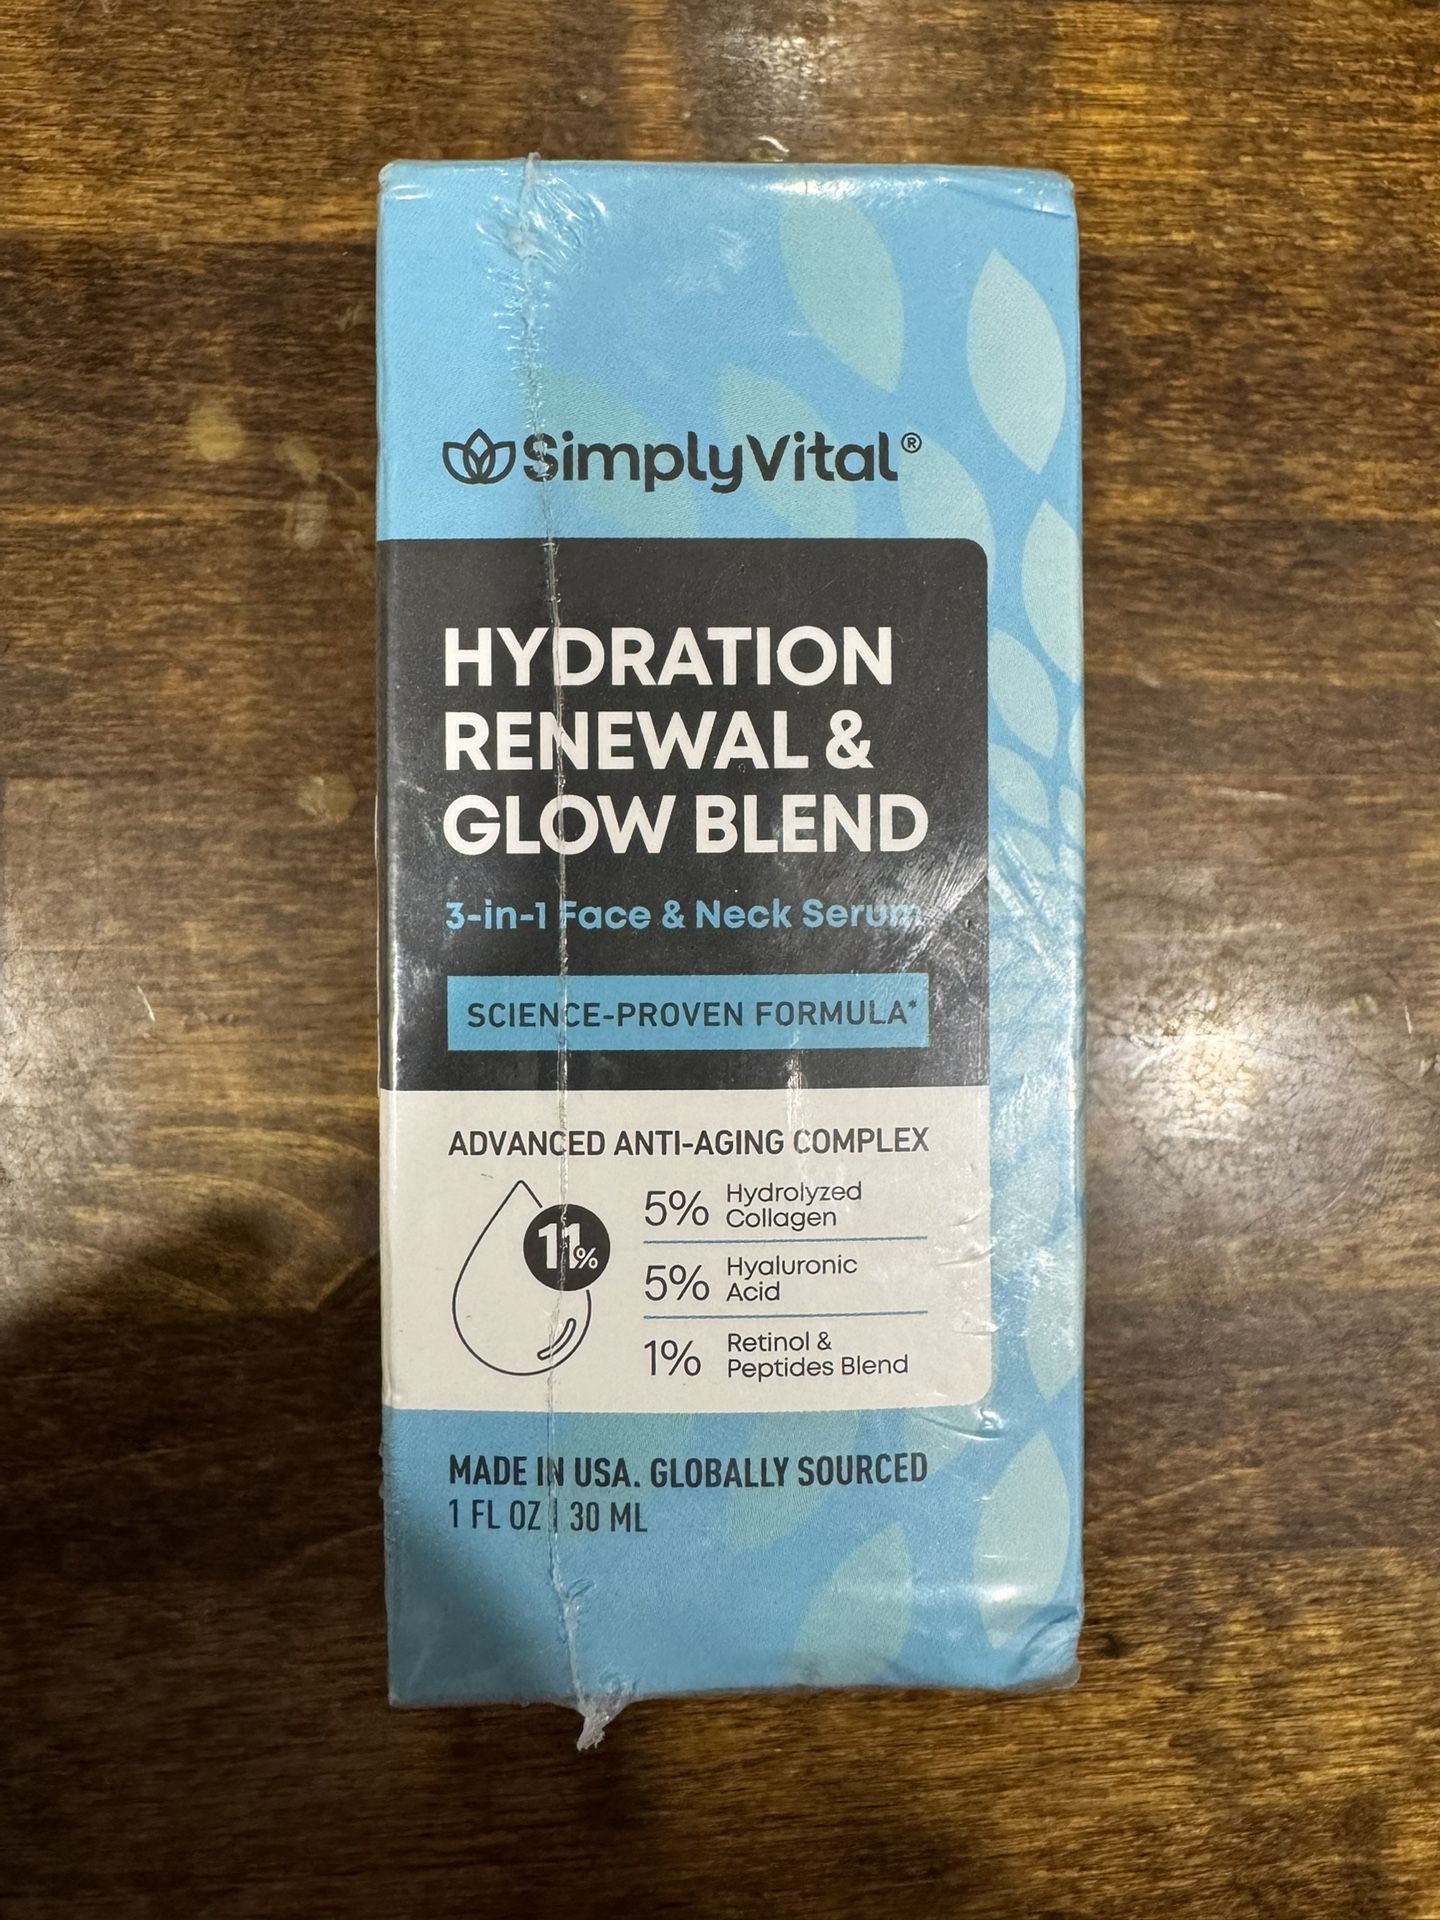 SimplyVital®
HYDRATION
RENEWAL &
GLOW BLEND
3-in-1 Face & Neck Serum
SCIENCE-PROVEN FORMULA*
ADVANCED ANTI-AGING COMPLEX
11%
5% Hydrolyzed
Collagen
5% Hyaluronic
Acid
1% Retinol &
Peptides Blend
MADE IN USA. GLOBALLY SOURCED
1 FL OZ | 30 ML